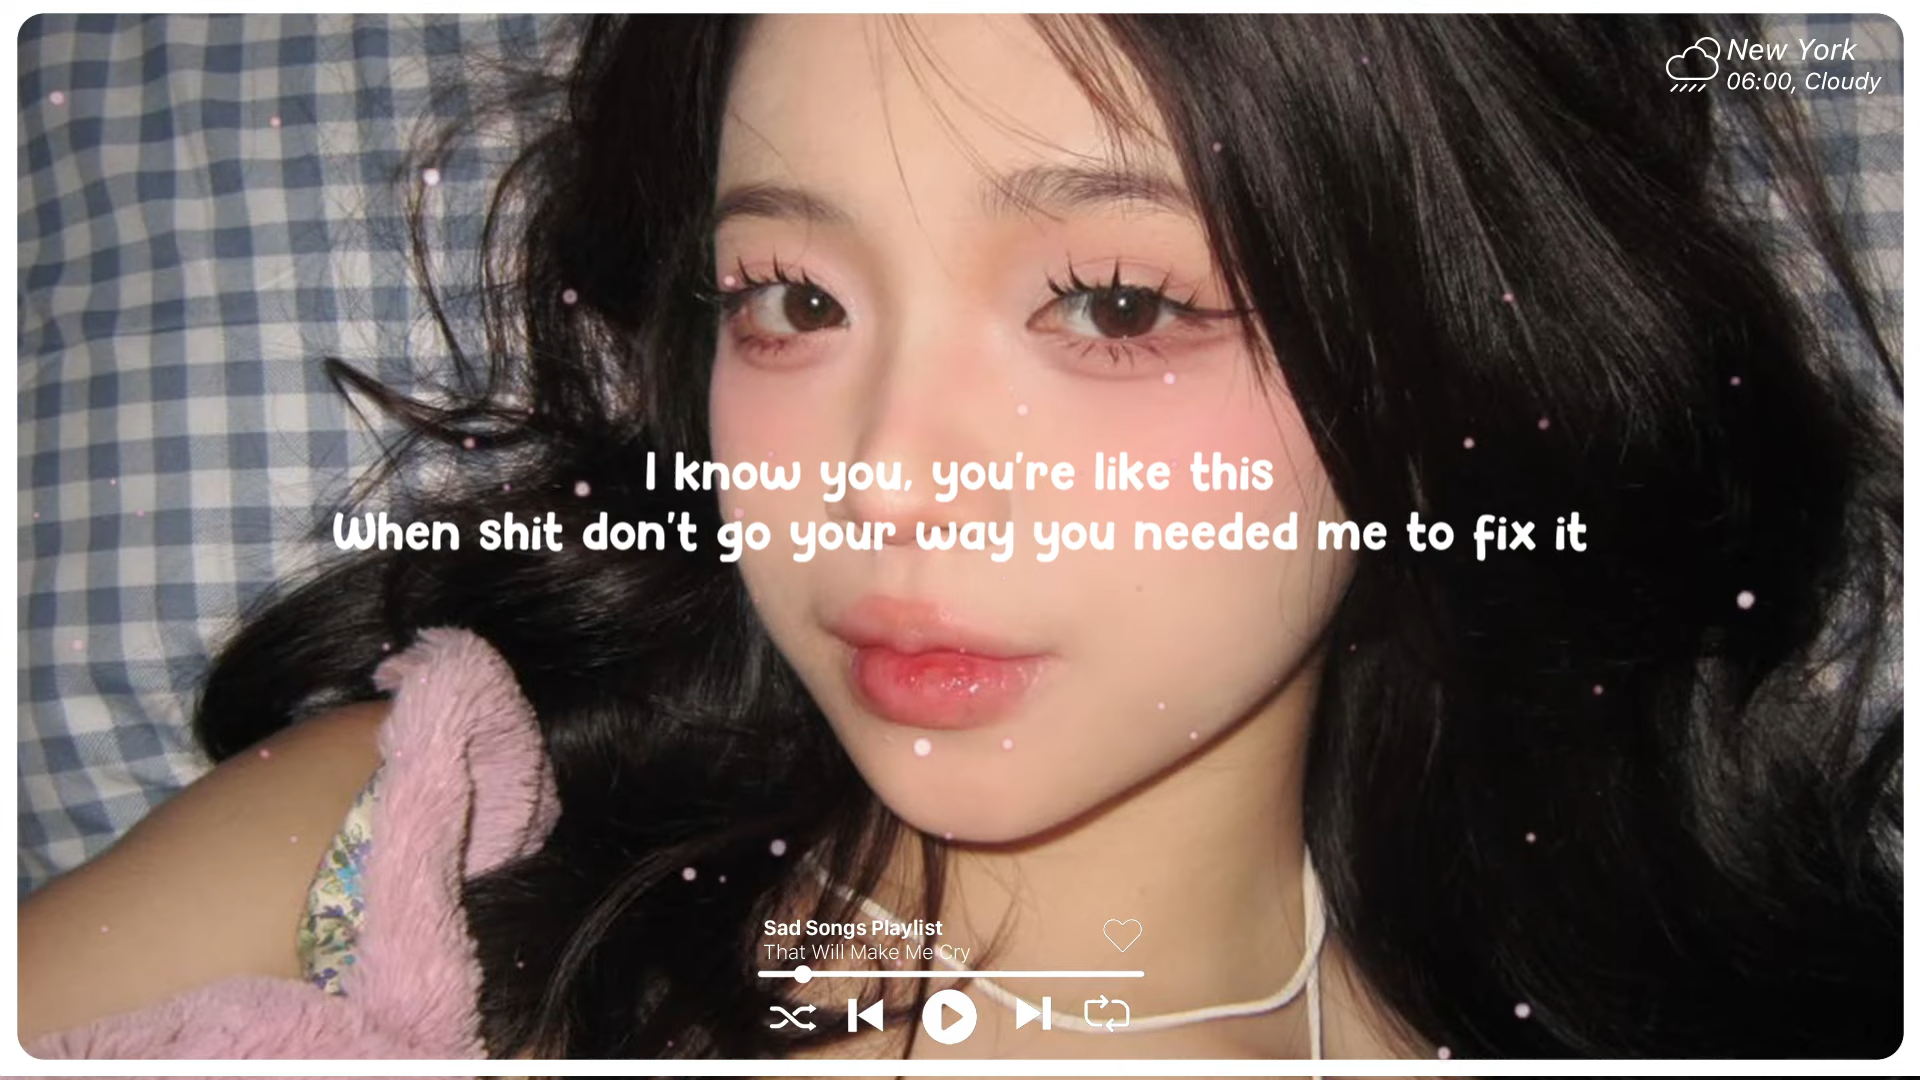 New York
06:00, Cloudy
I know you, you're like this
When shit don't go your way you needed me to fix it
Sad Songs Playlist
That Will Make Me Cry